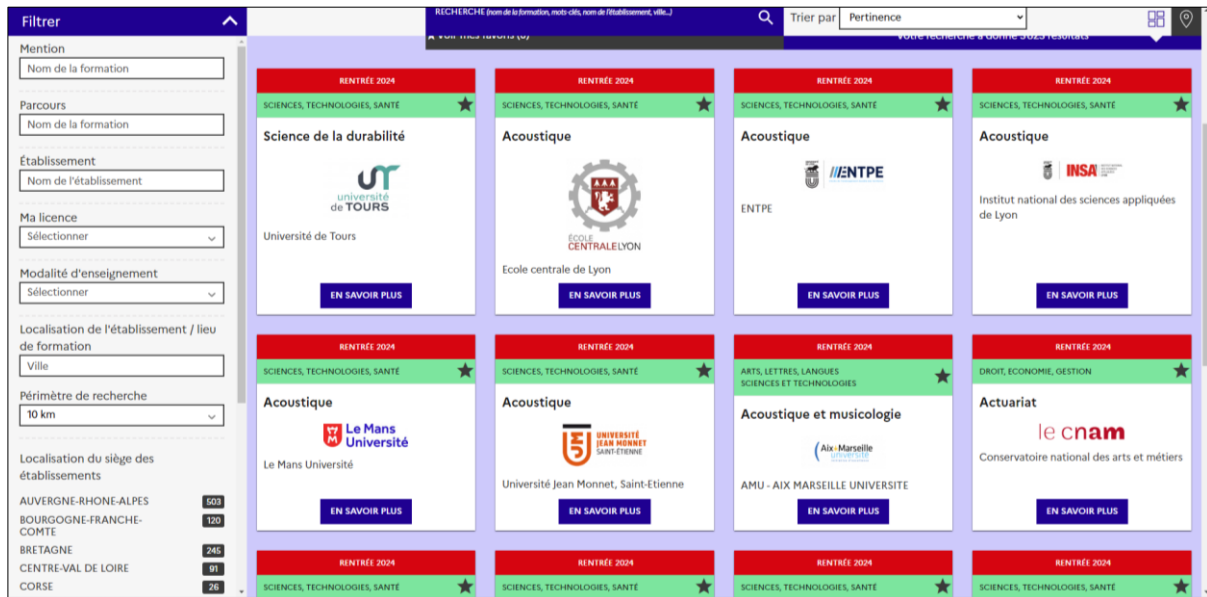 Filtrer
Mention
Nom de la formation
Parcours
Nom de la formation
Établissement
Nom de l'établissement
Ma licence
Sélectionner
Modalité d'enseignement
Sélectionner
Localisation de l'établissement / lieu
de formation
Ville
Périmètre de recherche
10 km
Localisation du siège des
établissements
AUVERGNE-RHONE-ALPES 503
BOURGOGNE-FRANCHE-
COMTE 120
BRETAGNE 245
CENTRE-VAL DE LOIRE 91
CORSE 26
RECHERCHE (nom de la formation, mots-clés, nom de l'établissement, ville...)
Trier par Pertinence
Voir mes favoris (0)
Votre recherche a donné 3623 résultats
RENTRÉE 2024
SCIENCES, TECHNOLOGIES, SANTÉ
Science de la durabilité
université
de TOURS
Université de Tours
EN SAVOIR PLUS
RENTRÉE 2024
SCIENCES, TECHNOLOGIES, SANTÉ
Acoustique
ÉCOLE
CENTRALELYON
Ecole centrale de Lyon
EN SAVOIR PLUS
RENTRÉE 2024
SCIENCES, TECHNOLOGIES, SANTÉ
Acoustique
ENTPE
ENTPE
EN SAVOIR PLUS
RENTRÉE 2024
SCIENCES, TECHNOLOGIES, SANTÉ
Acoustique
INSA
Institut national des sciences appliquées
de Lyon
EN SAVOIR PLUS
RENTRÉE 2024
SCIENCES, TECHNOLOGIES, SANTÉ
Acoustique
Le Mans
Université
Le Mans Université
EN SAVOIR PLUS
RENTRÉE 2024
SCIENCES, TECHNOLOGIES, SANTÉ
Acoustique
UNIVERSITÉ
JEAN MONNET
SAINT-ÉTIENNE
Université Jean Monnet, Saint-Etienne
EN SAVOIR PLUS
RENTRÉE 2024
ARTS, LETTRES, LANGUES
SCIENCES ET TECHNOLOGIES
Acoustique et musicologie
Aix-Marseille
université
AMU - AIX MARSEILLE UNIVERSITE
EN SAVOIR PLUS
RENTRÉE 2024
DROIT, ECONOMIE, GESTION
Actuariat
le cnam
Conservatoire national des arts et métiers
EN SAVOIR PLUS
RENTRÉE 2024
SCIENCES, TECHNOLOGIES, SANTÉ
RENTRÉE 2024
SCIENCES, TECHNOLOGIES, SANTÉ
RENTRÉE 2024
SCIENCES, TECHNOLOGIES, SANTÉ
RENTRÉE 2024
SCIENCES, TECHNOLOGIES, SANTÉ